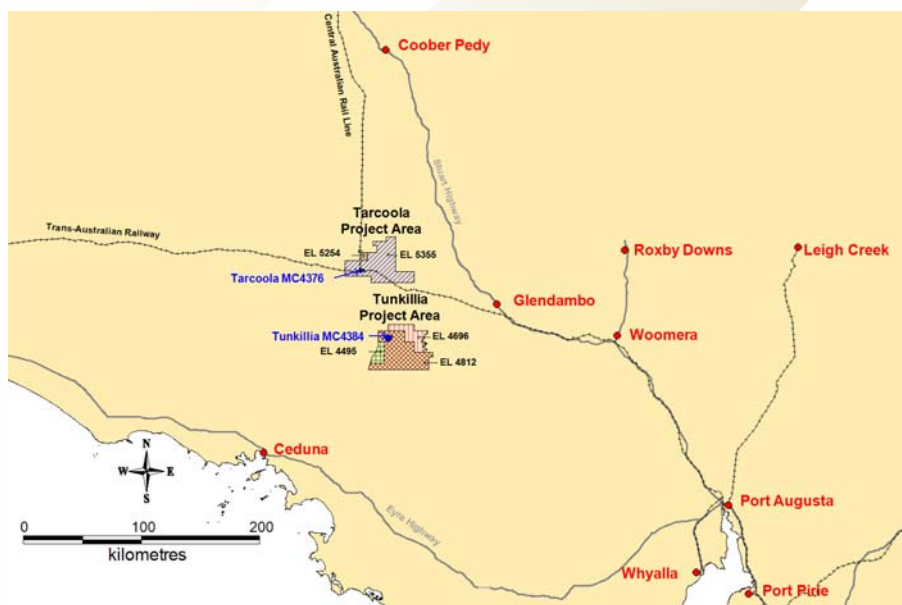 Central Australian Rail Line
Coober Pedy
Stuart Highway
Trans-Australian Railway
Tarcoola
Project Area
EL 5254
EL 5355
Tarcoola MC4376
Roxby Downs
Leigh Creek
Glendambo
Tunkillia
Project Area
Woomera
Tunkillia MC4384
EL 4696
EL 4495
EL 4812
Ceduna
N
W E
S
Eyre Highway
Port Augusta
0 100 200
kilometres
Whyalla
Port Pirie